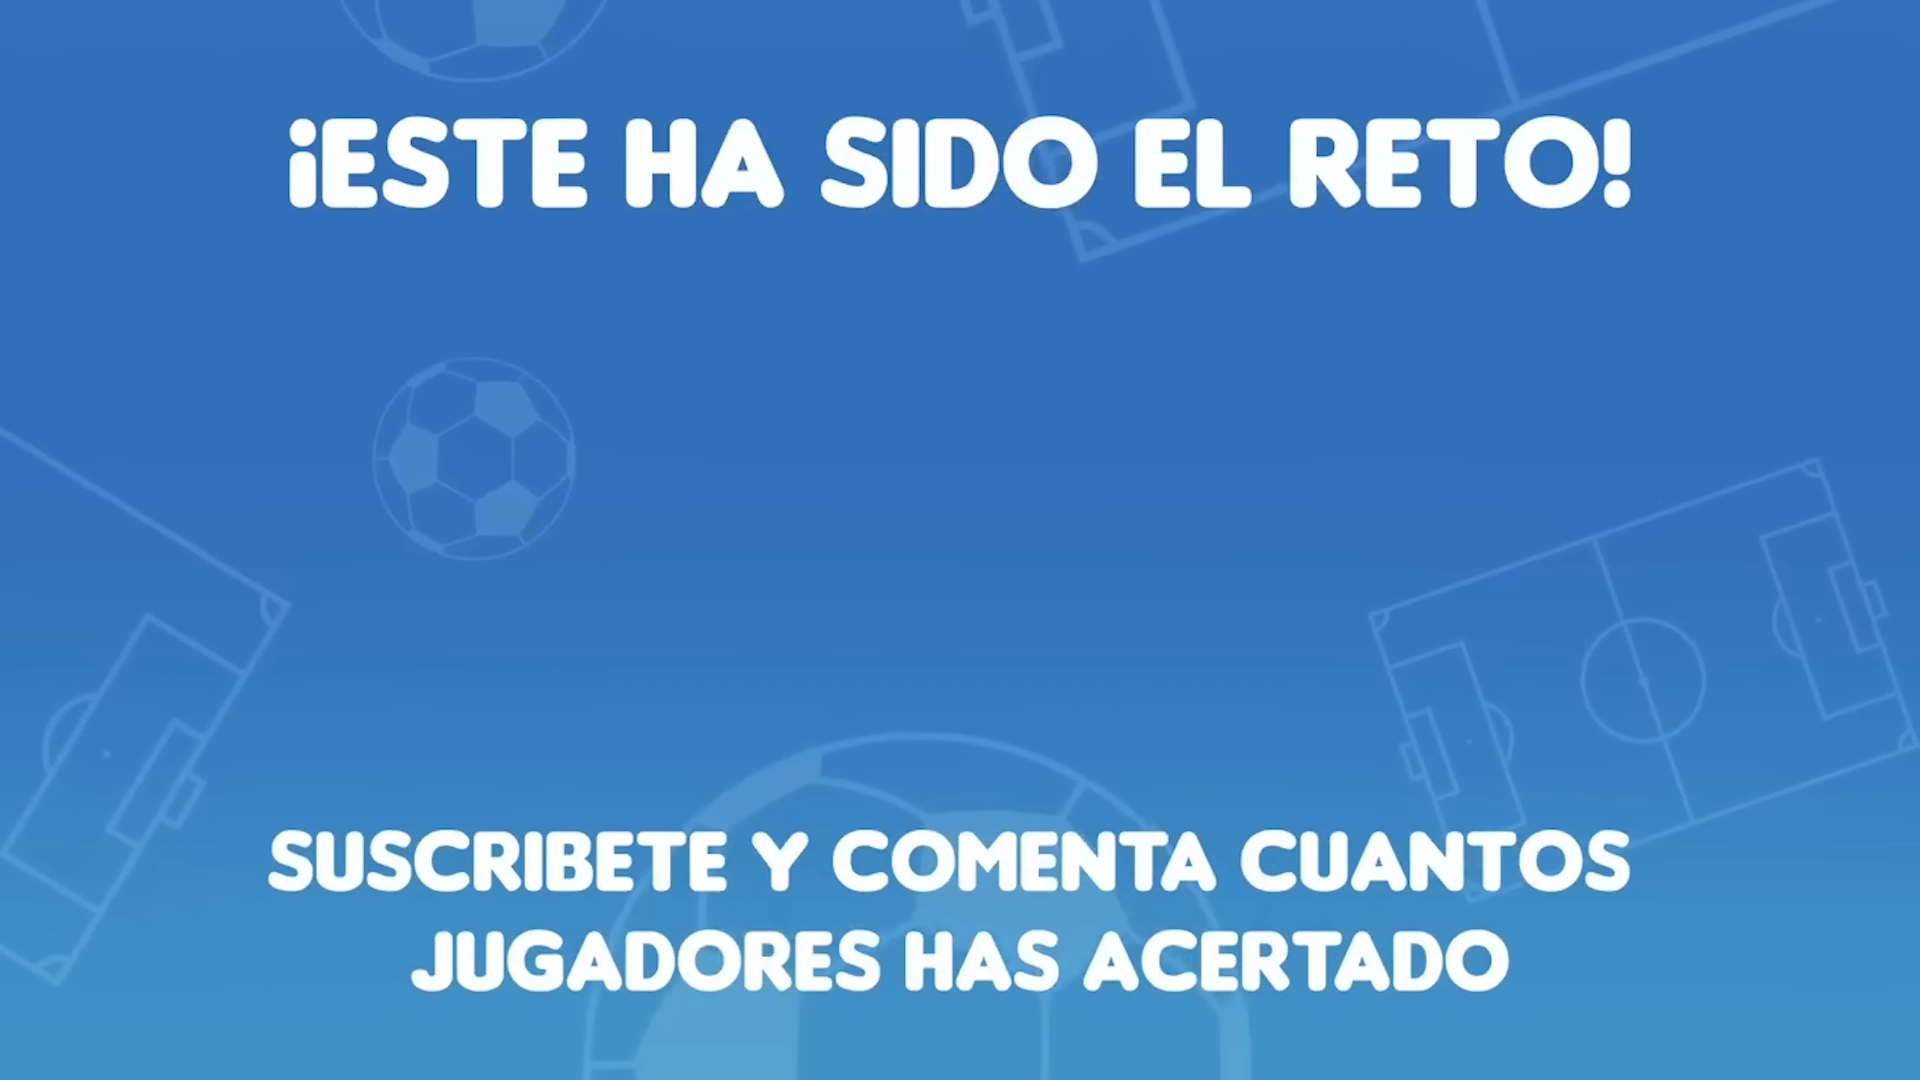 ¡ESTE HA SIDO EL RETO!
SUSCRIBETE Y COMENTA CUANTOS
JUGADORES HAS ACERTADO